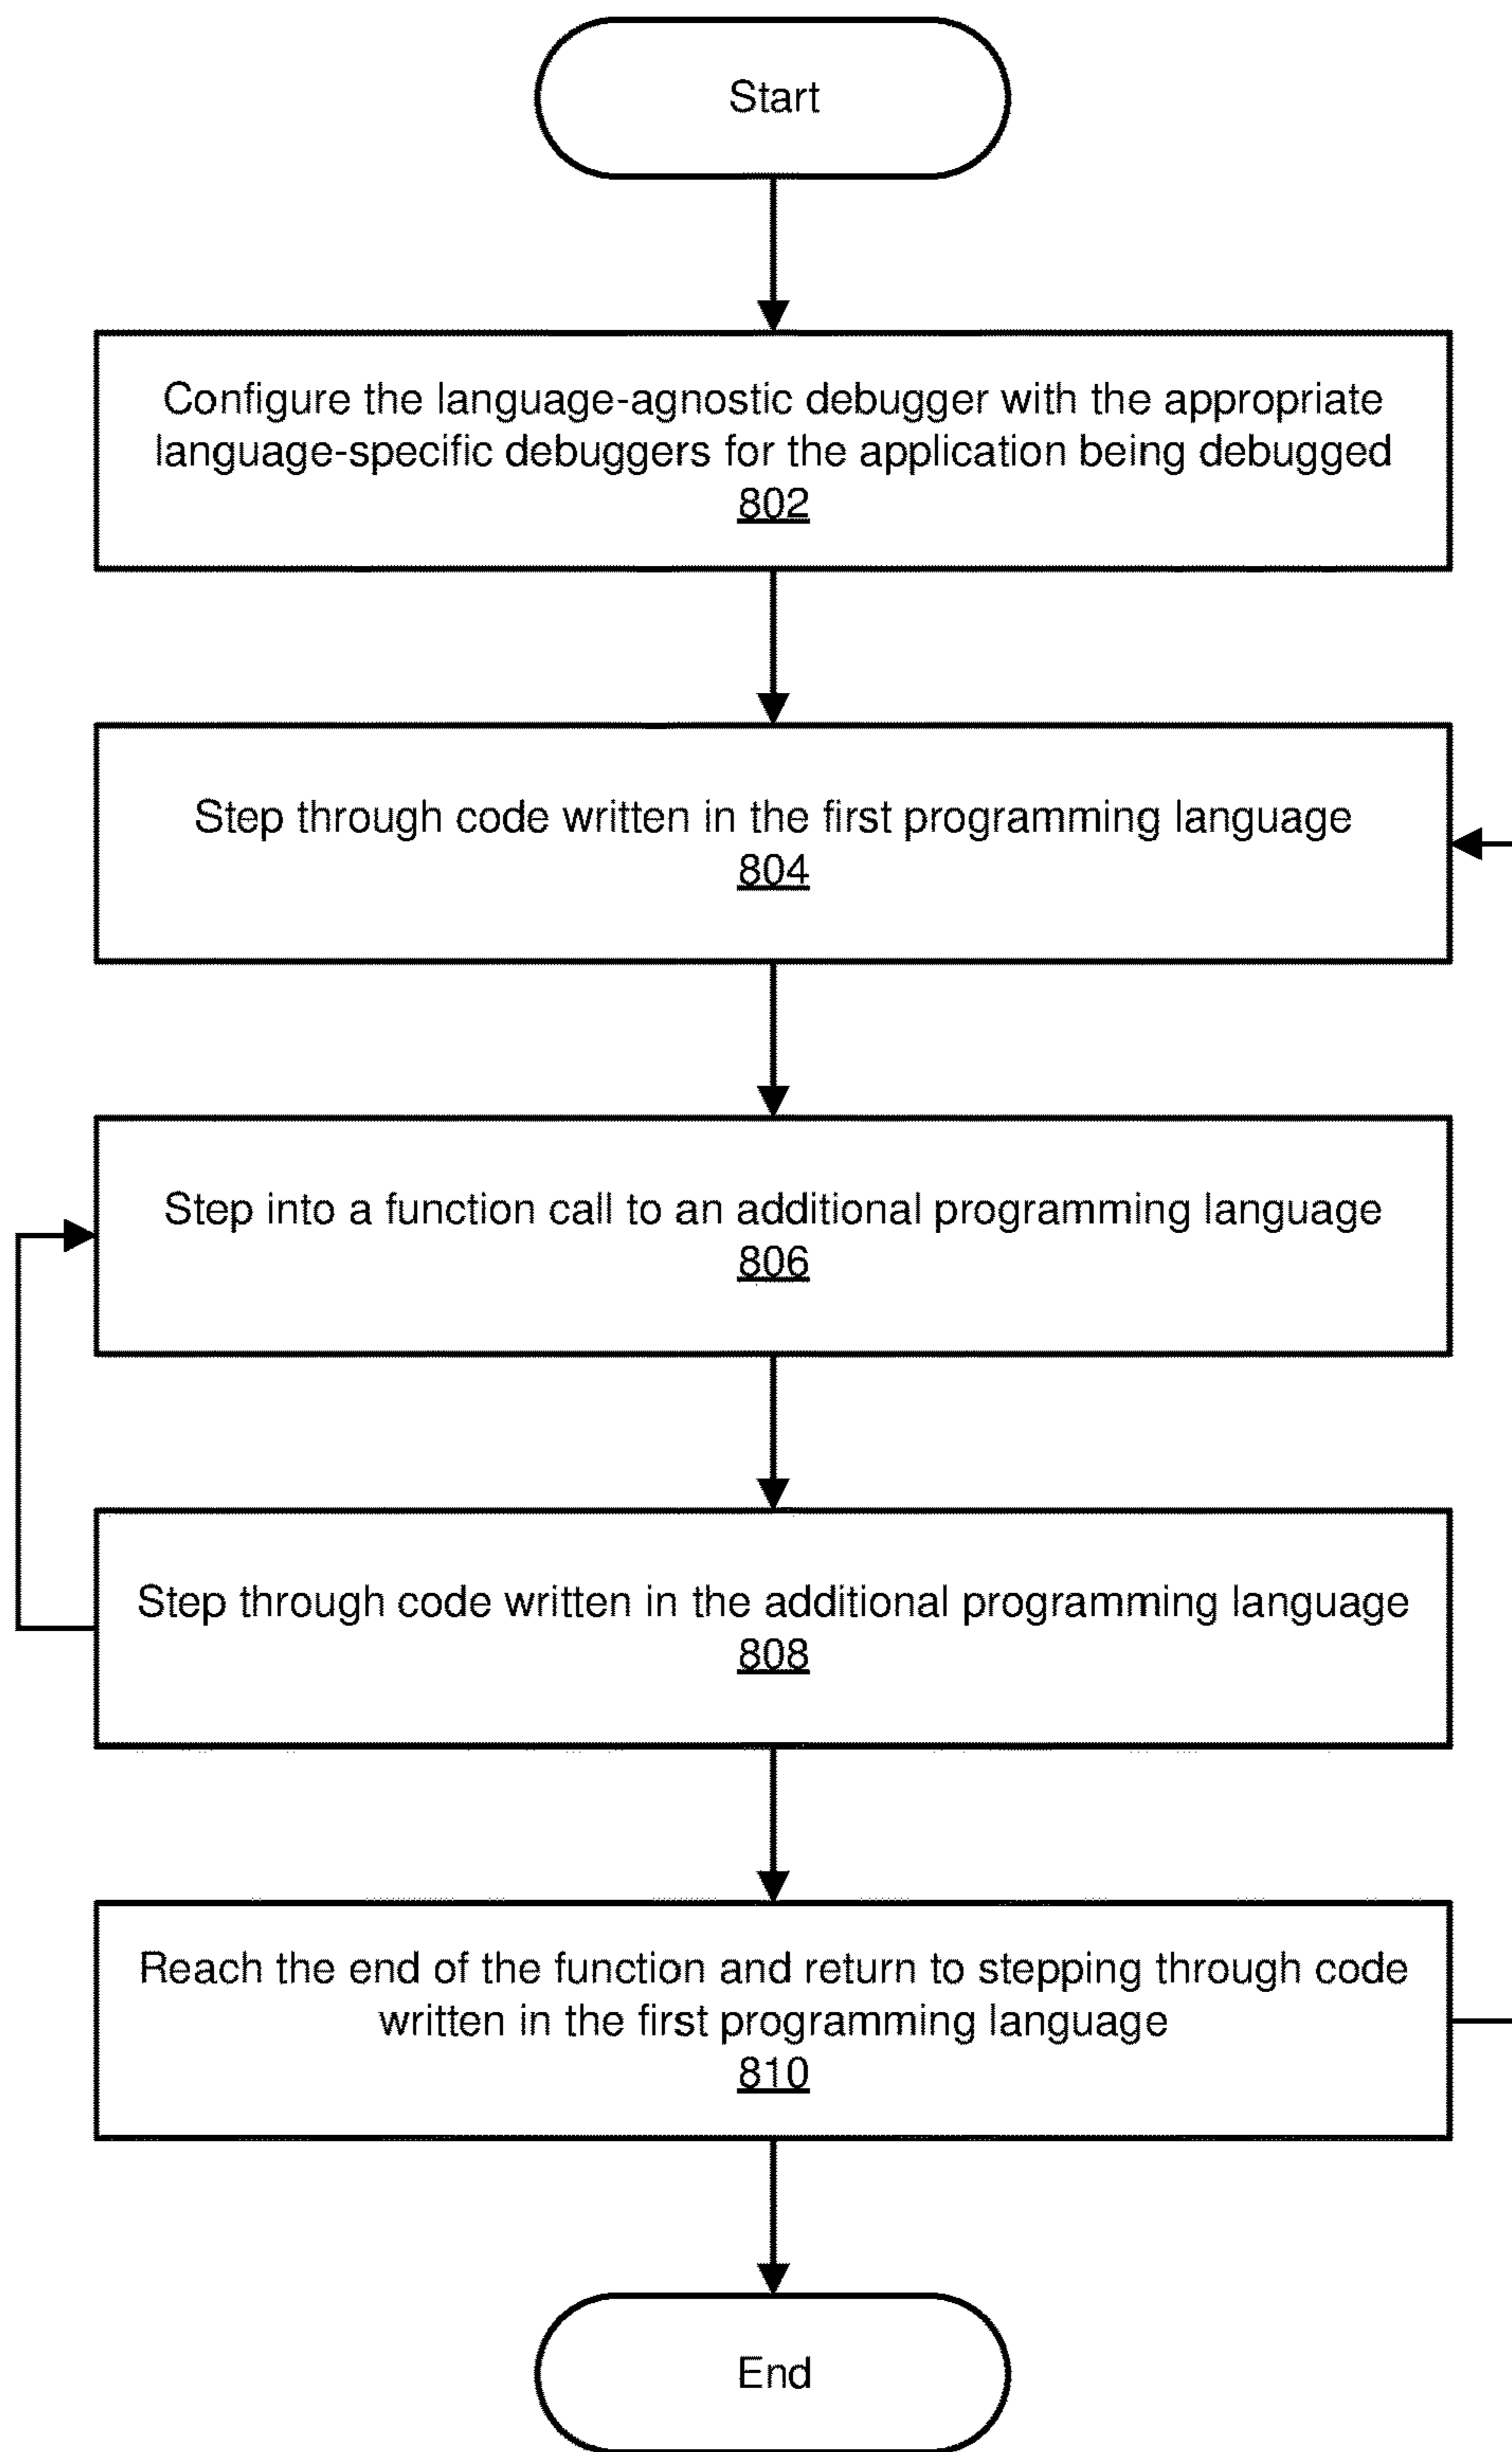 Start
Configure the language-agnostic debugger with the appropriate
language-specific debuggers for the application being debugged
802
Step through code written in the first programming language
804
Step into a function call to an additional programming language
806
Step through code written in the additional programming language
808
Reach the end of the function and return to stepping through code
written in the first programming language
810
End